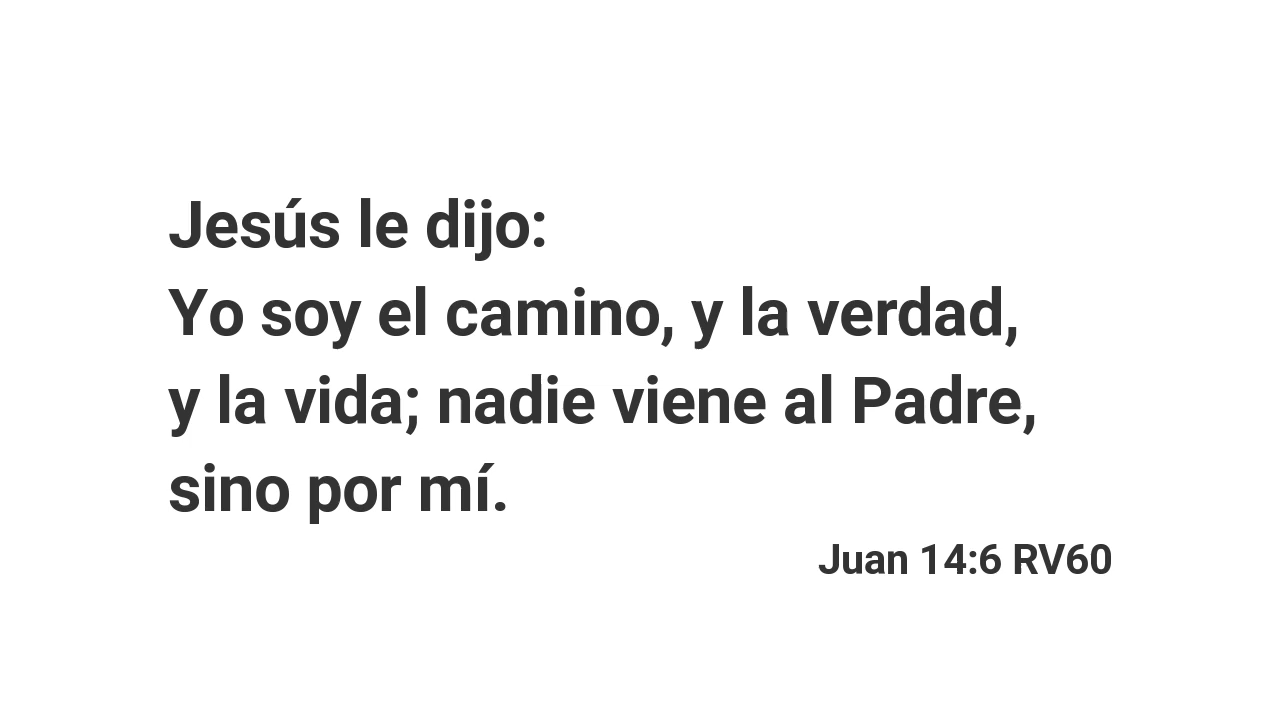 Jesús le dijo:
Yo soy el camino, y la verdad,
y la vida; nadie viene al Padre,
sino por mí.
Juan 14:6 RV60